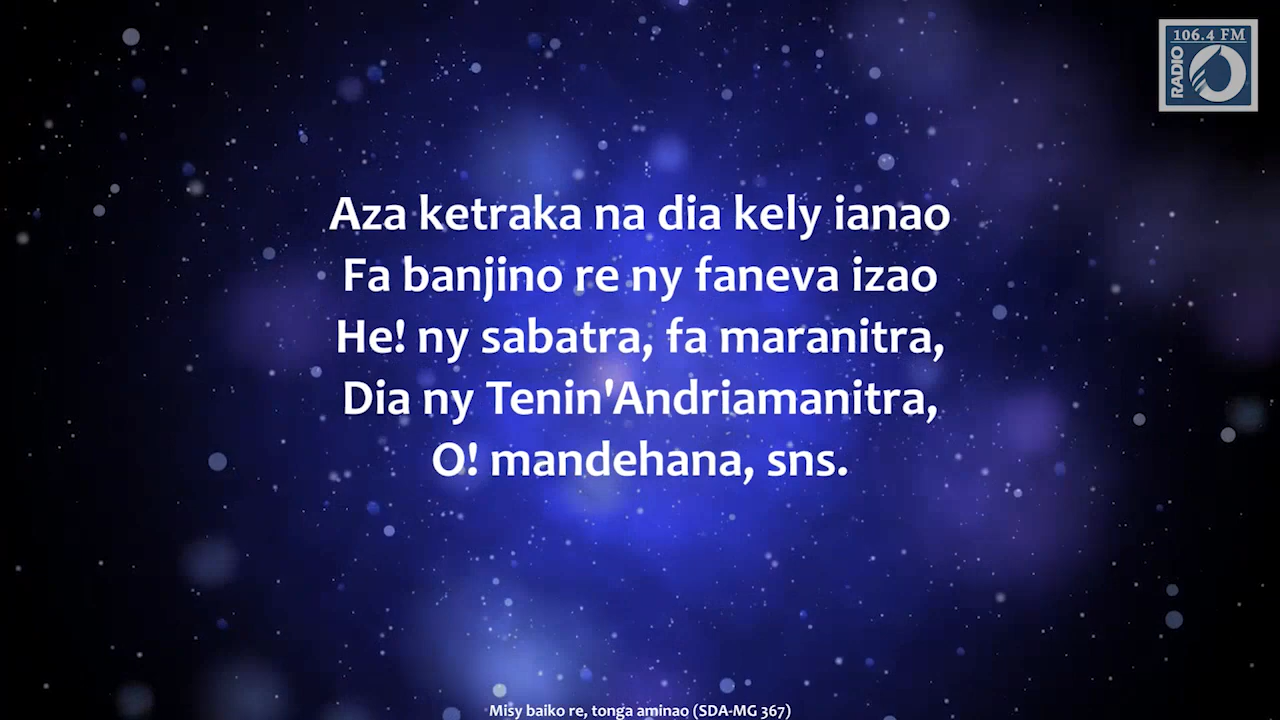 106.4 FM
RADIO
Aza ketraka na dia kely ianao
Fa banjino re ny faneva izao
He! ny sabatra, fa maranitra,
Dia ny Tenin'Andriamanitra,
O! mandehana, sns.
Misy baiko re, tonga aminao (SDA-MG 367)